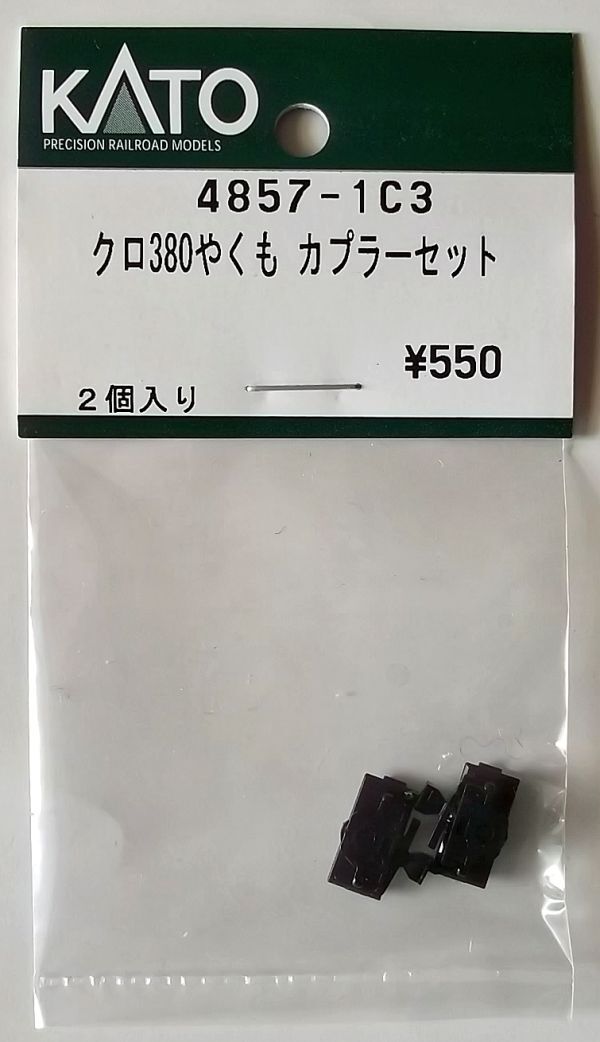 KATO
PRECISION RAILROAD MODELS
4857-1C3
クロ380やくも カプラーセット
¥550
2個入り